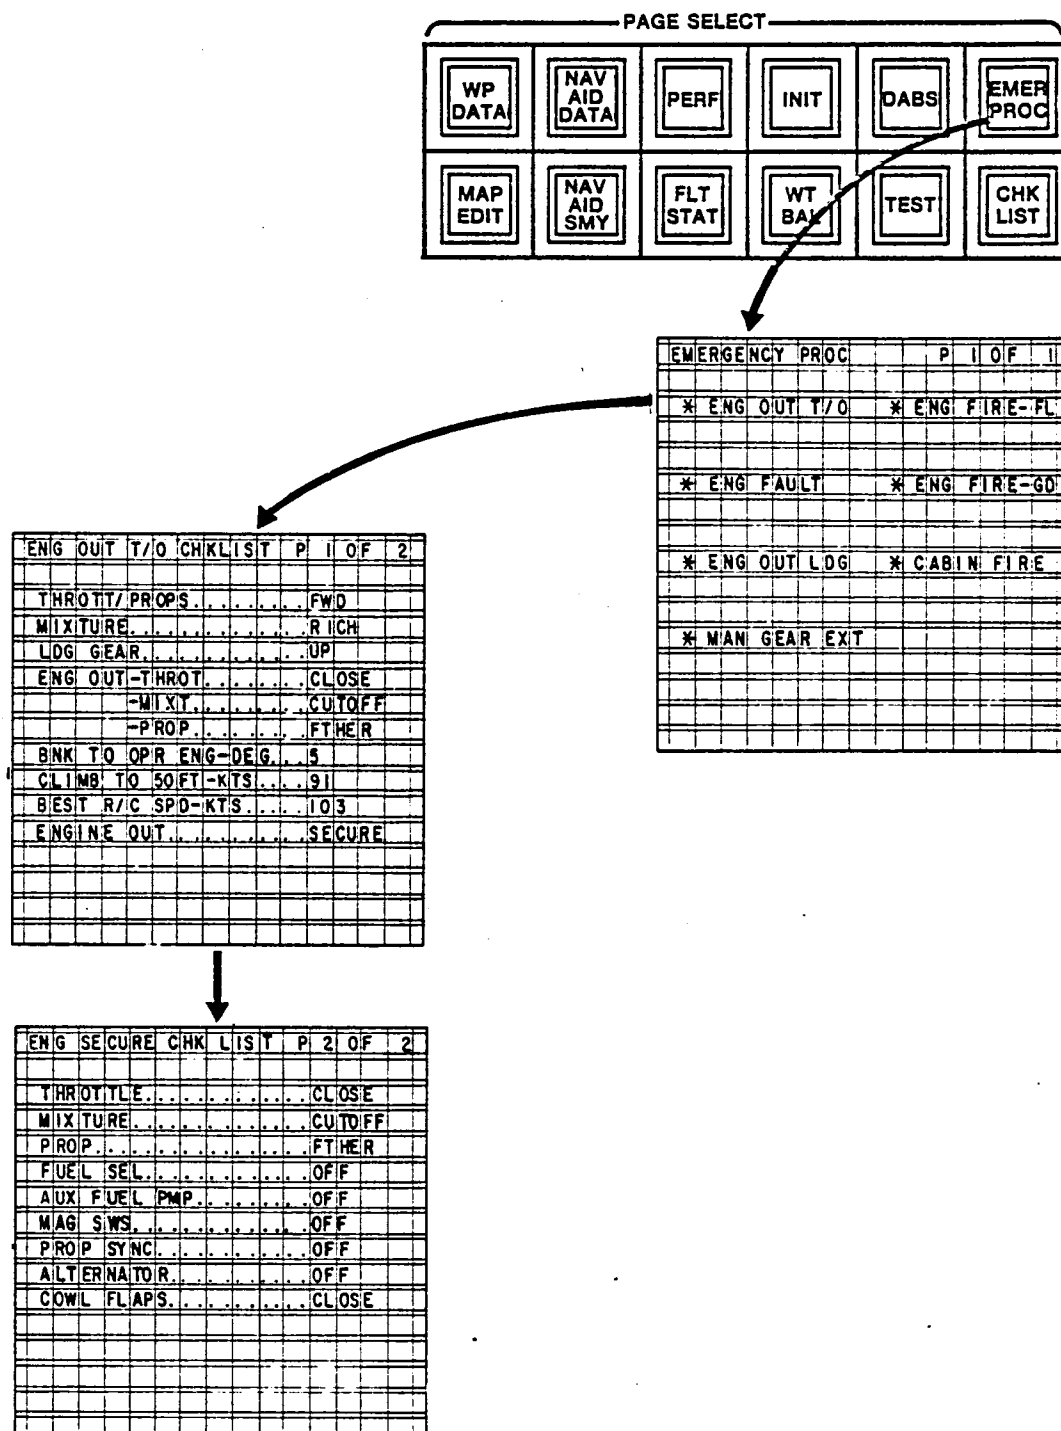 PAGE SELECT
WP DATA
NAV AID DATA
PERF
INIT
DABS
EMER PROC
MAP EDIT
NAV AID SMY
FLT STAT
WT BAL
TEST
CHK LIST
EMERGENCY PROC P 1 OF 1
* ENG OUT T/O * ENG FIRE-FL
* ENG FAULT * ENG FIRE-GD
* ENG OUT LDG * CABIN FIRE
* MAN GEAR EXT
ENG OUT T/O CHKLIST P 1 OF 2
THROTT/PROPS.........FWD
MIXTURE.............RICH
LDG GEAR............UP
ENG OUT-THROT.......CLOSE
-MIXT........CUTOFF
-PROP........FTHER
BNK TO OPR ENG-DEG...5
CLIMB TO 50FT-KTS....91
BEST R/C SPD-KTS.....103
ENGINE OUT..........SECURE
ENG SECURE CHK LIST P 2 OF 2
THROTTLE............CLOSE
MIXTURE.............CUTOFF
PROP................FTHER
FUEL SEL............OFF
AUX FUEL PMP........OFF
MAG SWS.............OFF
PROP SYNC...........OFF
ALTERNATOR..........OFF
COWL FLAPS..........CLOSE